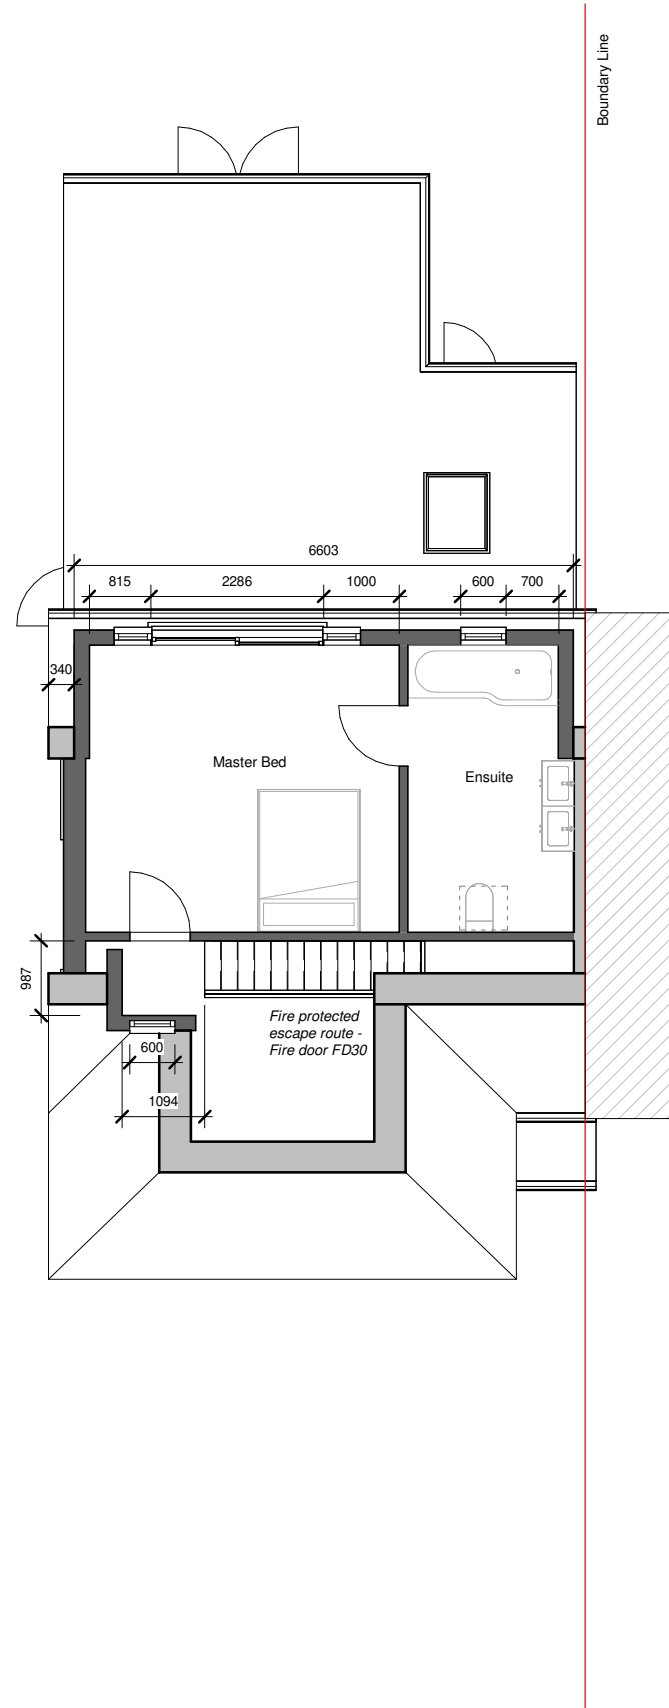 Boundary Line
6603
815 2286 1000 600 700
340
Master Bed
Ensuite
987
Fire protected
escape route -
Fire door FD30
600
1094